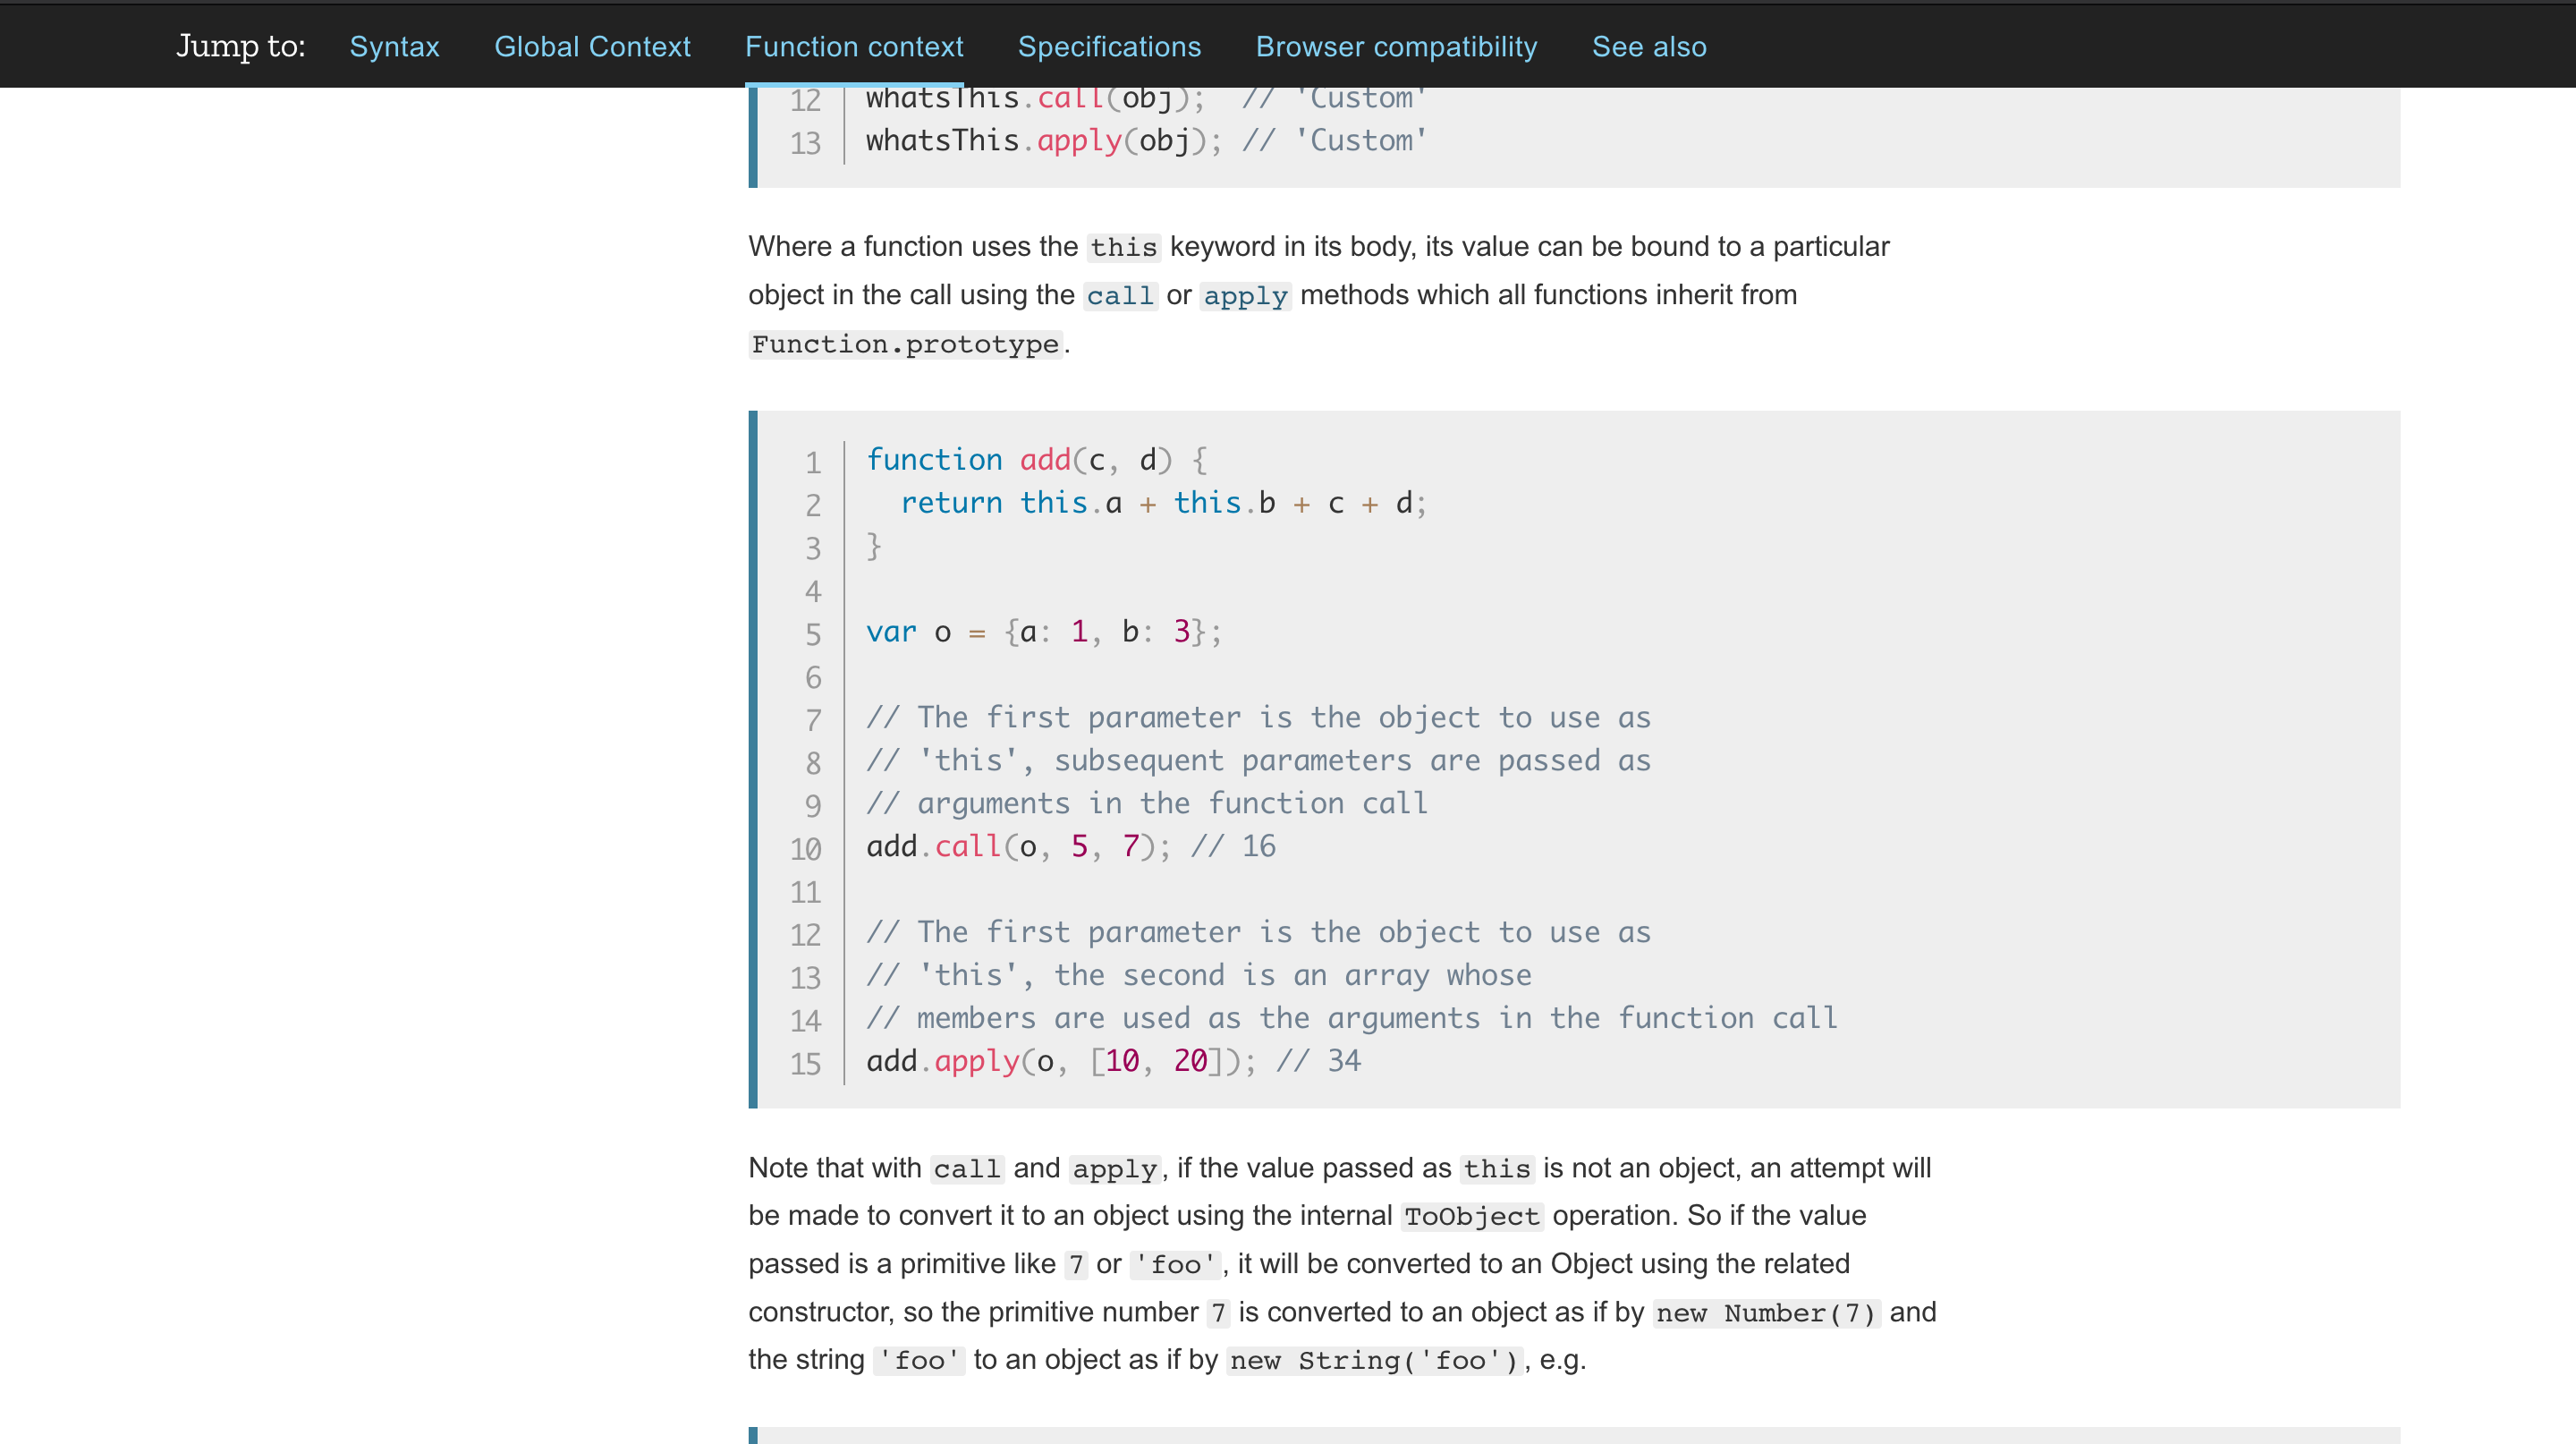 Jump to: Syntax Global Context Function context Specifications Browser compatibility See also
12 whatsThis.call(obj);  // 'Custom'
13 whatsThis.apply(obj); // 'Custom'
Where a function uses the this keyword in its body, its value can be bound to a particular
object in the call using the call or apply methods which all functions inherit from
Function.prototype.
1 function add(c, d) {
2   return this.a + this.b + c + d;
3 }
4
5 var o = {a: 1, b: 3};
6
7 // The first parameter is the object to use as
8 // 'this', subsequent parameters are passed as
9 // arguments in the function call
10 add.call(o, 5, 7); // 16
11
12 // The first parameter is the object to use as
13 // 'this', the second is an array whose
14 // members are used as the arguments in the function call
15 add.apply(o, [10, 20]); // 34
Note that with call and apply, if the value passed as this is not an object, an attempt will
be made to convert it to an object using the internal ToObject operation. So if the value
passed is a primitive like 7 or 'foo', it will be converted to an Object using the related
constructor, so the primitive number 7 is converted to an object as if by new Number(7) and
the string 'foo' to an object as if by new String('foo'), e.g.